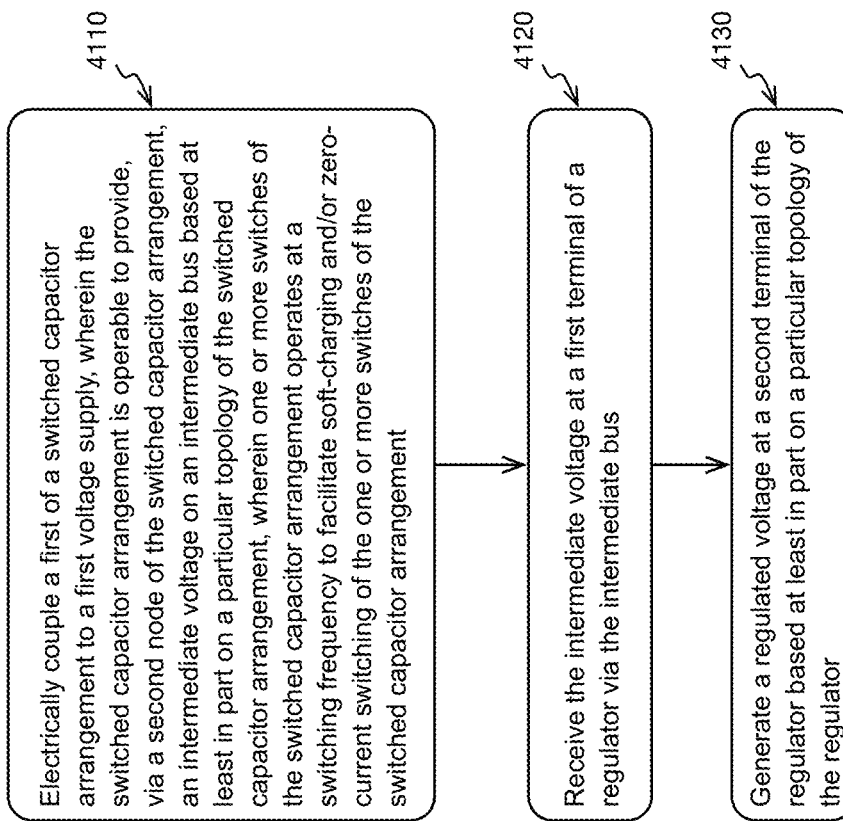 4110
Electrically couple a first of a switched capacitor
arrangement to a first voltage supply, wherein the
switched capacitor arrangement is operable to provide,
via a second node of the switched capacitor arrangement,
an intermediate voltage on an intermediate bus based at
least in part on a particular topology of the switched
capacitor arrangement, wherein one or more switches of
the switched capacitor arrangement operates at a
switching frequency to facilitate soft-charging and/or zero-
current switching of the one or more switches of the
switched capacitor arrangement
4120
Receive the intermediate voltage at a first terminal of a
regulator via the intermediate bus
4130
Generate a regulated voltage at a second terminal of the
regulator based at least in part on a particular topology of
the regulator